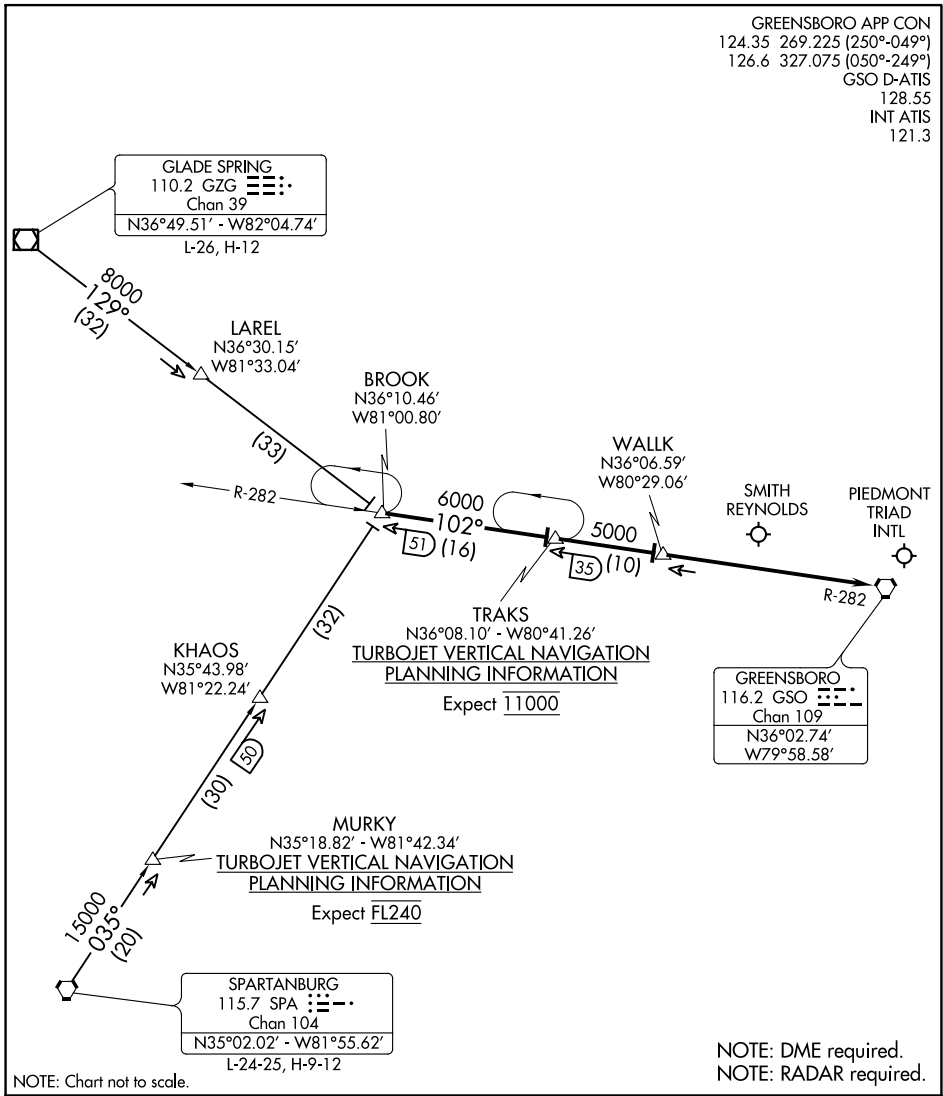 GREENSBORO APP CON
124.35 269.225 (250°-049°)
126.6 327.075 (050°-249°)
GSO D-ATIS
128.55
INT ATIS
121.3
GLADE SPRING
110.2 GZG
Chan 39
N36°49.51' - W82°04.74'
L-26, H-12
8000
129°
(32)
LAREL
N36°30.15'
W81°33.04'
(33)
BROOK
N36°10.46'
W81°00.80'
R-282
6000
102°
(16)
51
WALLK
N36°06.59'
W80°29.06'
5000
(10)
35
SMITH
REYNOLDS
PIEDMONT
TRIAD
INTL
R-282
TRAKS
N36°08.10' - W80°41.26'
TURBOJET VERTICAL NAVIGATION
PLANNING INFORMATION
Expect 11000
GREENSBORO
116.2 GSO
Chan 109
N36°02.74'
W79°58.58'
(32)
KHAOS
N35°43.98'
W81°22.24'
50
(30)
MURKY
N35°18.82' - W81°42.34'
TURBOJET VERTICAL NAVIGATION
PLANNING INFORMATION
Expect FL240
15000
035°
(20)
SPARTANBURG
115.7 SPA
Chan 104
N35°02.02' - W81°55.62'
L-24-25, H-9-12
NOTE: Chart not to scale.
NOTE: DME required.
NOTE: RADAR required.